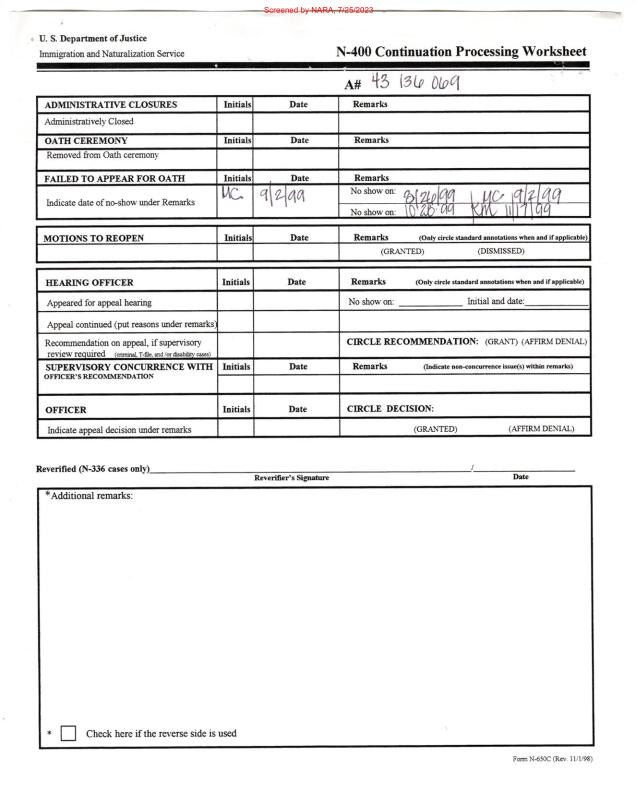 Screened by NARA, 7/25/2023
U. S. Department of Justice
Immigration and Naturalization Service
N-400 Continuation Processing Worksheet
A# 43 136 069
ADMINISTRATIVE CLOSURES Initials Date Remarks
Administratively Closed
OATH CEREMONY Initials Date Remarks
Removed from Oath ceremony
FAILED TO APPEAR FOR OATH Initials Date Remarks
Indicate date of no-show under Remarks MC 9/2/99 No show on: 8/26/99 MC 9/2/99
No show on: 10-28-99 KM 11/7/99
MOTIONS TO REOPEN Initials Date Remarks (Only circle standard annotations when and if applicable)
(GRANTED) (DISMISSED)
HEARING OFFICER Initials Date Remarks (Only circle standard annotations when and if applicable)
Appeared for appeal hearing No show on: Initial and date:
Appeal continued (put reasons under remarks)
Recommendation on appeal, if supervisory CIRCLE RECOMMENDATION: (GRANT) (AFFIRM DENIAL)
review required (criminal, T-file, and /or disability cases)
SUPERVISORY CONCURRENCE WITH Initials Date Remarks (Indicate non-concurrence issue(s) within remarks)
OFFICER'S RECOMMENDATION
OFFICER Initials Date CIRCLE DECISION:
Indicate appeal decision under remarks (GRANTED) (AFFIRM DENIAL)
Reverified (N-336 cases only) /
Reverifier's Signature Date
*Additional remarks:
* Check here if the reverse side is used
Form N-650C (Rev. 11/1/98)